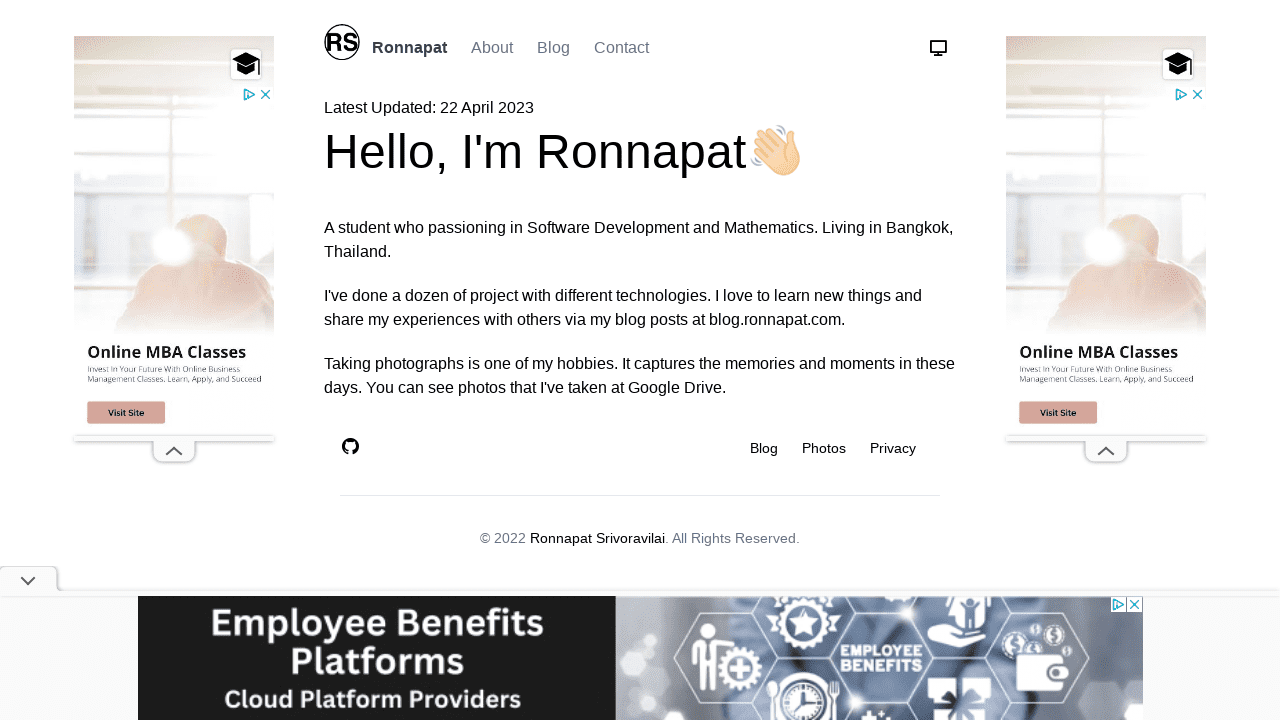 RS
Ronnapat About Blog Contact
Latest Updated: 22 April 2023
Hello, I'm Ronnapat👋🏼
A student who passioning in Software Development and Mathematics. Living in Bangkok,
Thailand.
I've done a dozen of project with different technologies. I love to learn new things and
share my experiences with others via my blog posts at blog.ronnapat.com.
Taking photographs is one of my hobbies. It captures the memories and moments in these
days. You can see photos that I've taken at Google Drive.
Blog Photos Privacy
© 2022 Ronnapat Srivoravilai. All Rights Reserved.
Online MBA Classes
Invest In Your Future With Online Business
Management Classes. Learn, Apply, and Succeed
Visit Site
Online MBA Classes
Invest In Your Future With Online Business
Management Classes. Learn, Apply, and Succeed
Visit Site
Employee Benefits
Platforms
Cloud Platform Providers
EMPLOYEE
BENEFITS